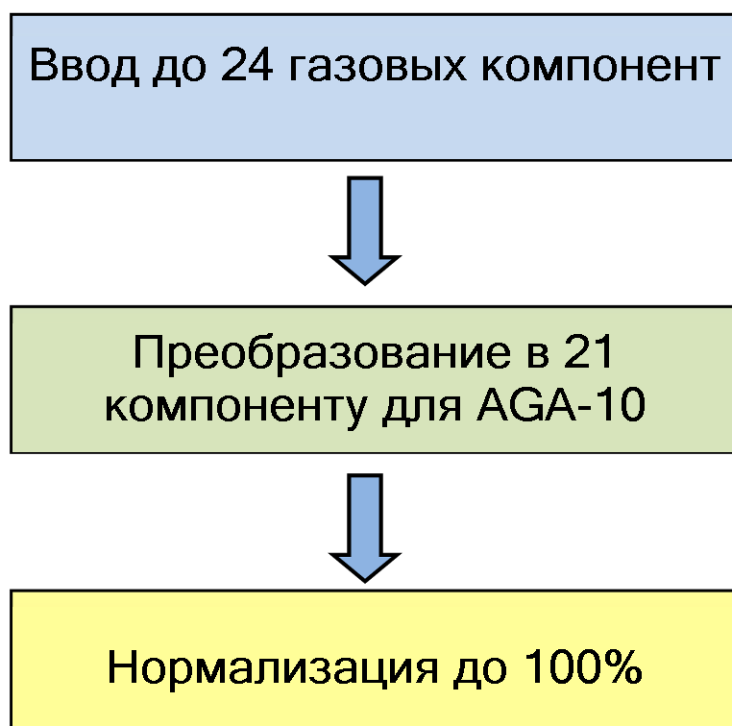 Ввод до 24 газовых компонент
Преобразование в 21
компоненту для AGA-10
Нормализация до 100%